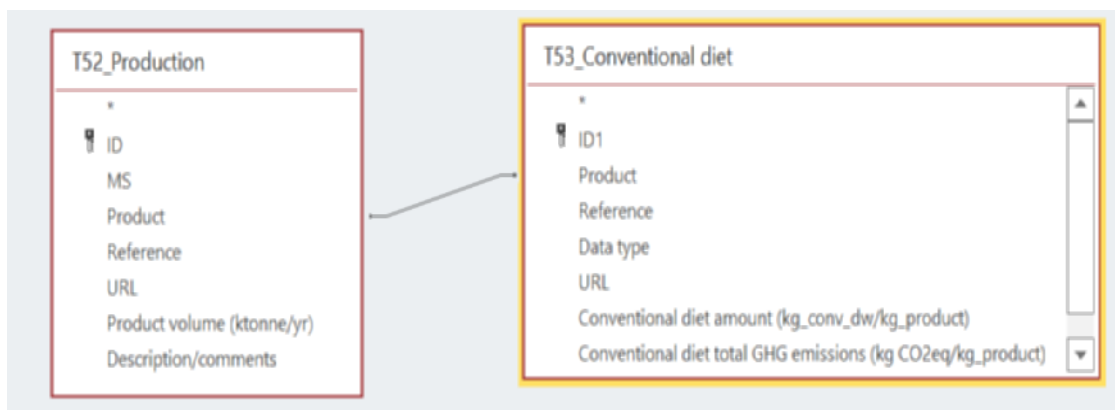 T52_Production
*
ID
MS
Product
Reference
URL
Product volume (ktonne/yr)
Description/comments
T53_Conventional diet
*
ID1
Product
Reference
Data type
URL
Conventional diet amount (kg_conv_dw/kg_product)
Conventional diet total GHG emissions (kg CO2eq/kg_product)